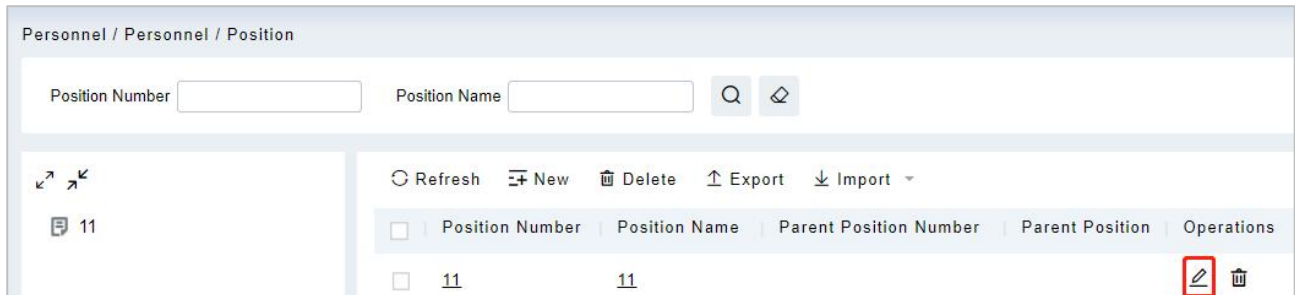 Personnel / Personnel / Position
Position Number Position Name
11
Refresh New Delete Export Import
Position Number Position Name Parent Position Number Parent Position Operations
11 11